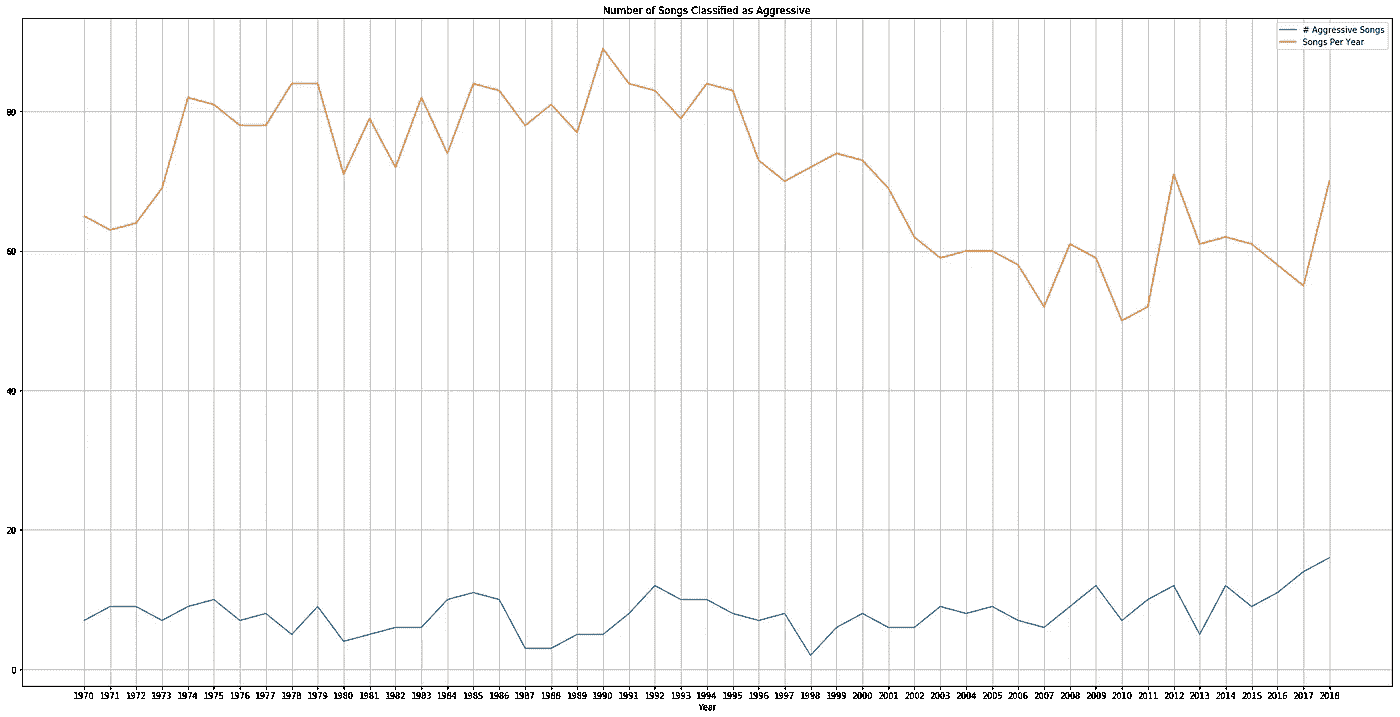 Number of Songs Classified as Aggressive
# Aggressive Songs
Songs Per Year
80
60
40
20
0
1970 1971 1972 1973 1974 1975 1976 1977 1978 1979 1980 1981 1982 1983 1984 1985 1986 1987 1988 1989 1990 1991 1992 1993 1994 1995 1996 1997 1998 1999 2000 2001 2002 2003 2004 2005 2006 2007 2008 2009 2010 2011 2012 2013 2014 2015 2016 2017 2018
Year